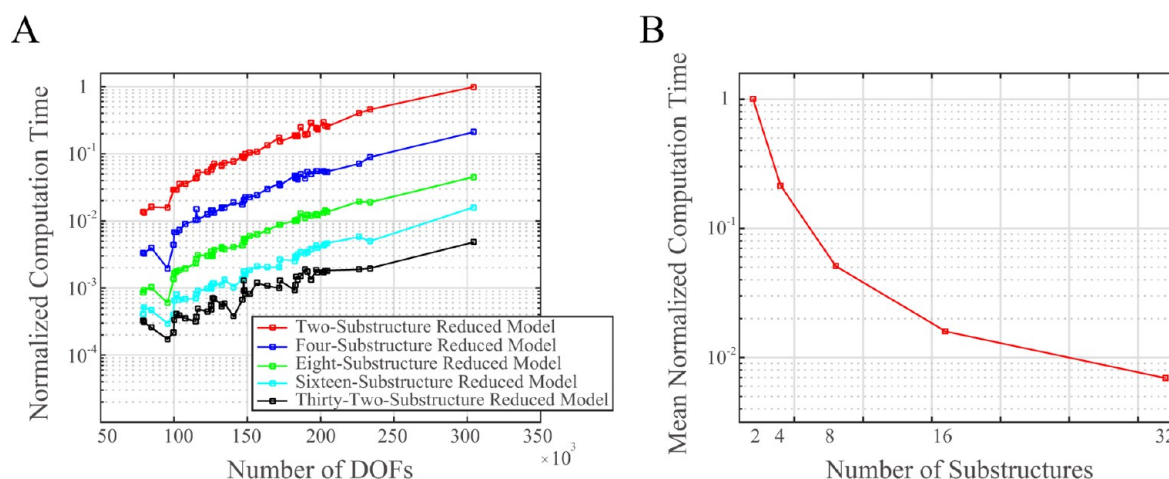 A
B
Normalized Computation Time
1
10⁻¹
10⁻²
10⁻³
10⁻⁴
Two-Substructure Reduced Model
Four-Substructure Reduced Model
Eight-Substructure Reduced Model
Sixteen-Substructure Reduced Model
Thirty-Two-Substructure Reduced Model
50 100 150 200 250 300 350
× 10³
Number of DOFs
Mean Normalized Computation Time
1
10⁻¹
10⁻²
2 4 8 16 32
Number of Substructures